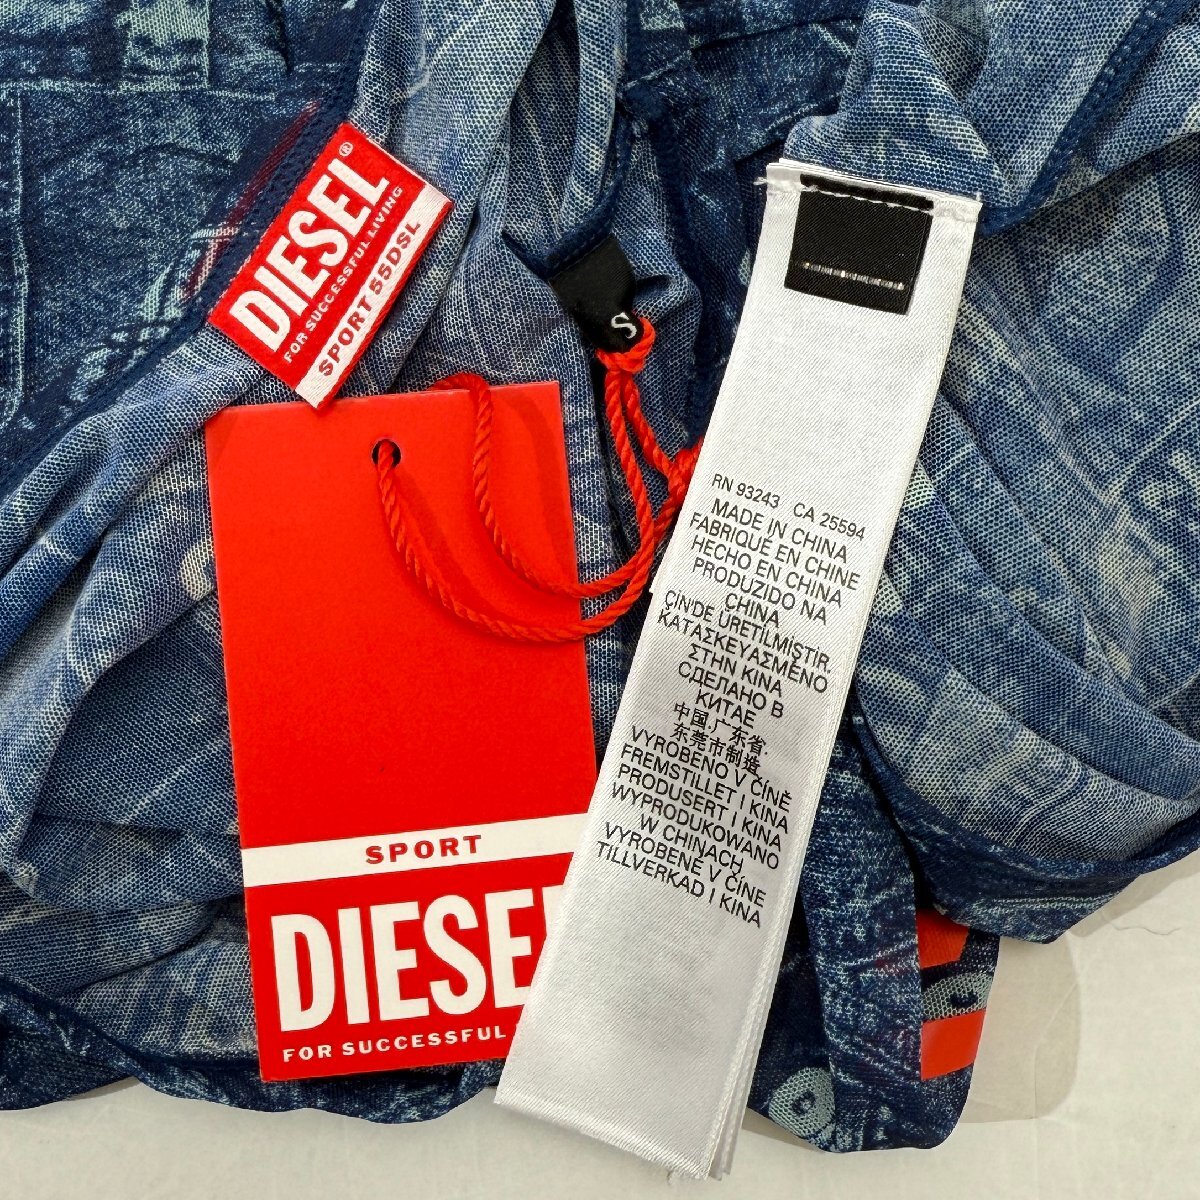 DIESEL®
FOR SUCCESSFUL LIVING
SPORT 55DSL
S
SPORT
DIESE
FOR SUCCESSFUL
RN 93243 CA 25594
MADE IN CHINA
FABRIQUÉ EN CHINE
HECHO EN CHINA
PRODUZIDO NA
CHINA
ÇİN'DE ÜRETİLMİŞTİR.
ΚΑΤΑΣΚΕΥΑΣΜΕΝΟ
ΣΤΗΝ ΚΙΝΑ
СДЕЛАНО В
КИТАЕ
中国,广东省
东莞市制造
VYROBENO V ČÍNĚ
FREMSTILLET I KINA
PRODUSERT I KINA
WYPRODUKOWANO
W CHINACH
VYROBENÉ V ČÍNE
TILLVERKAD I KINA